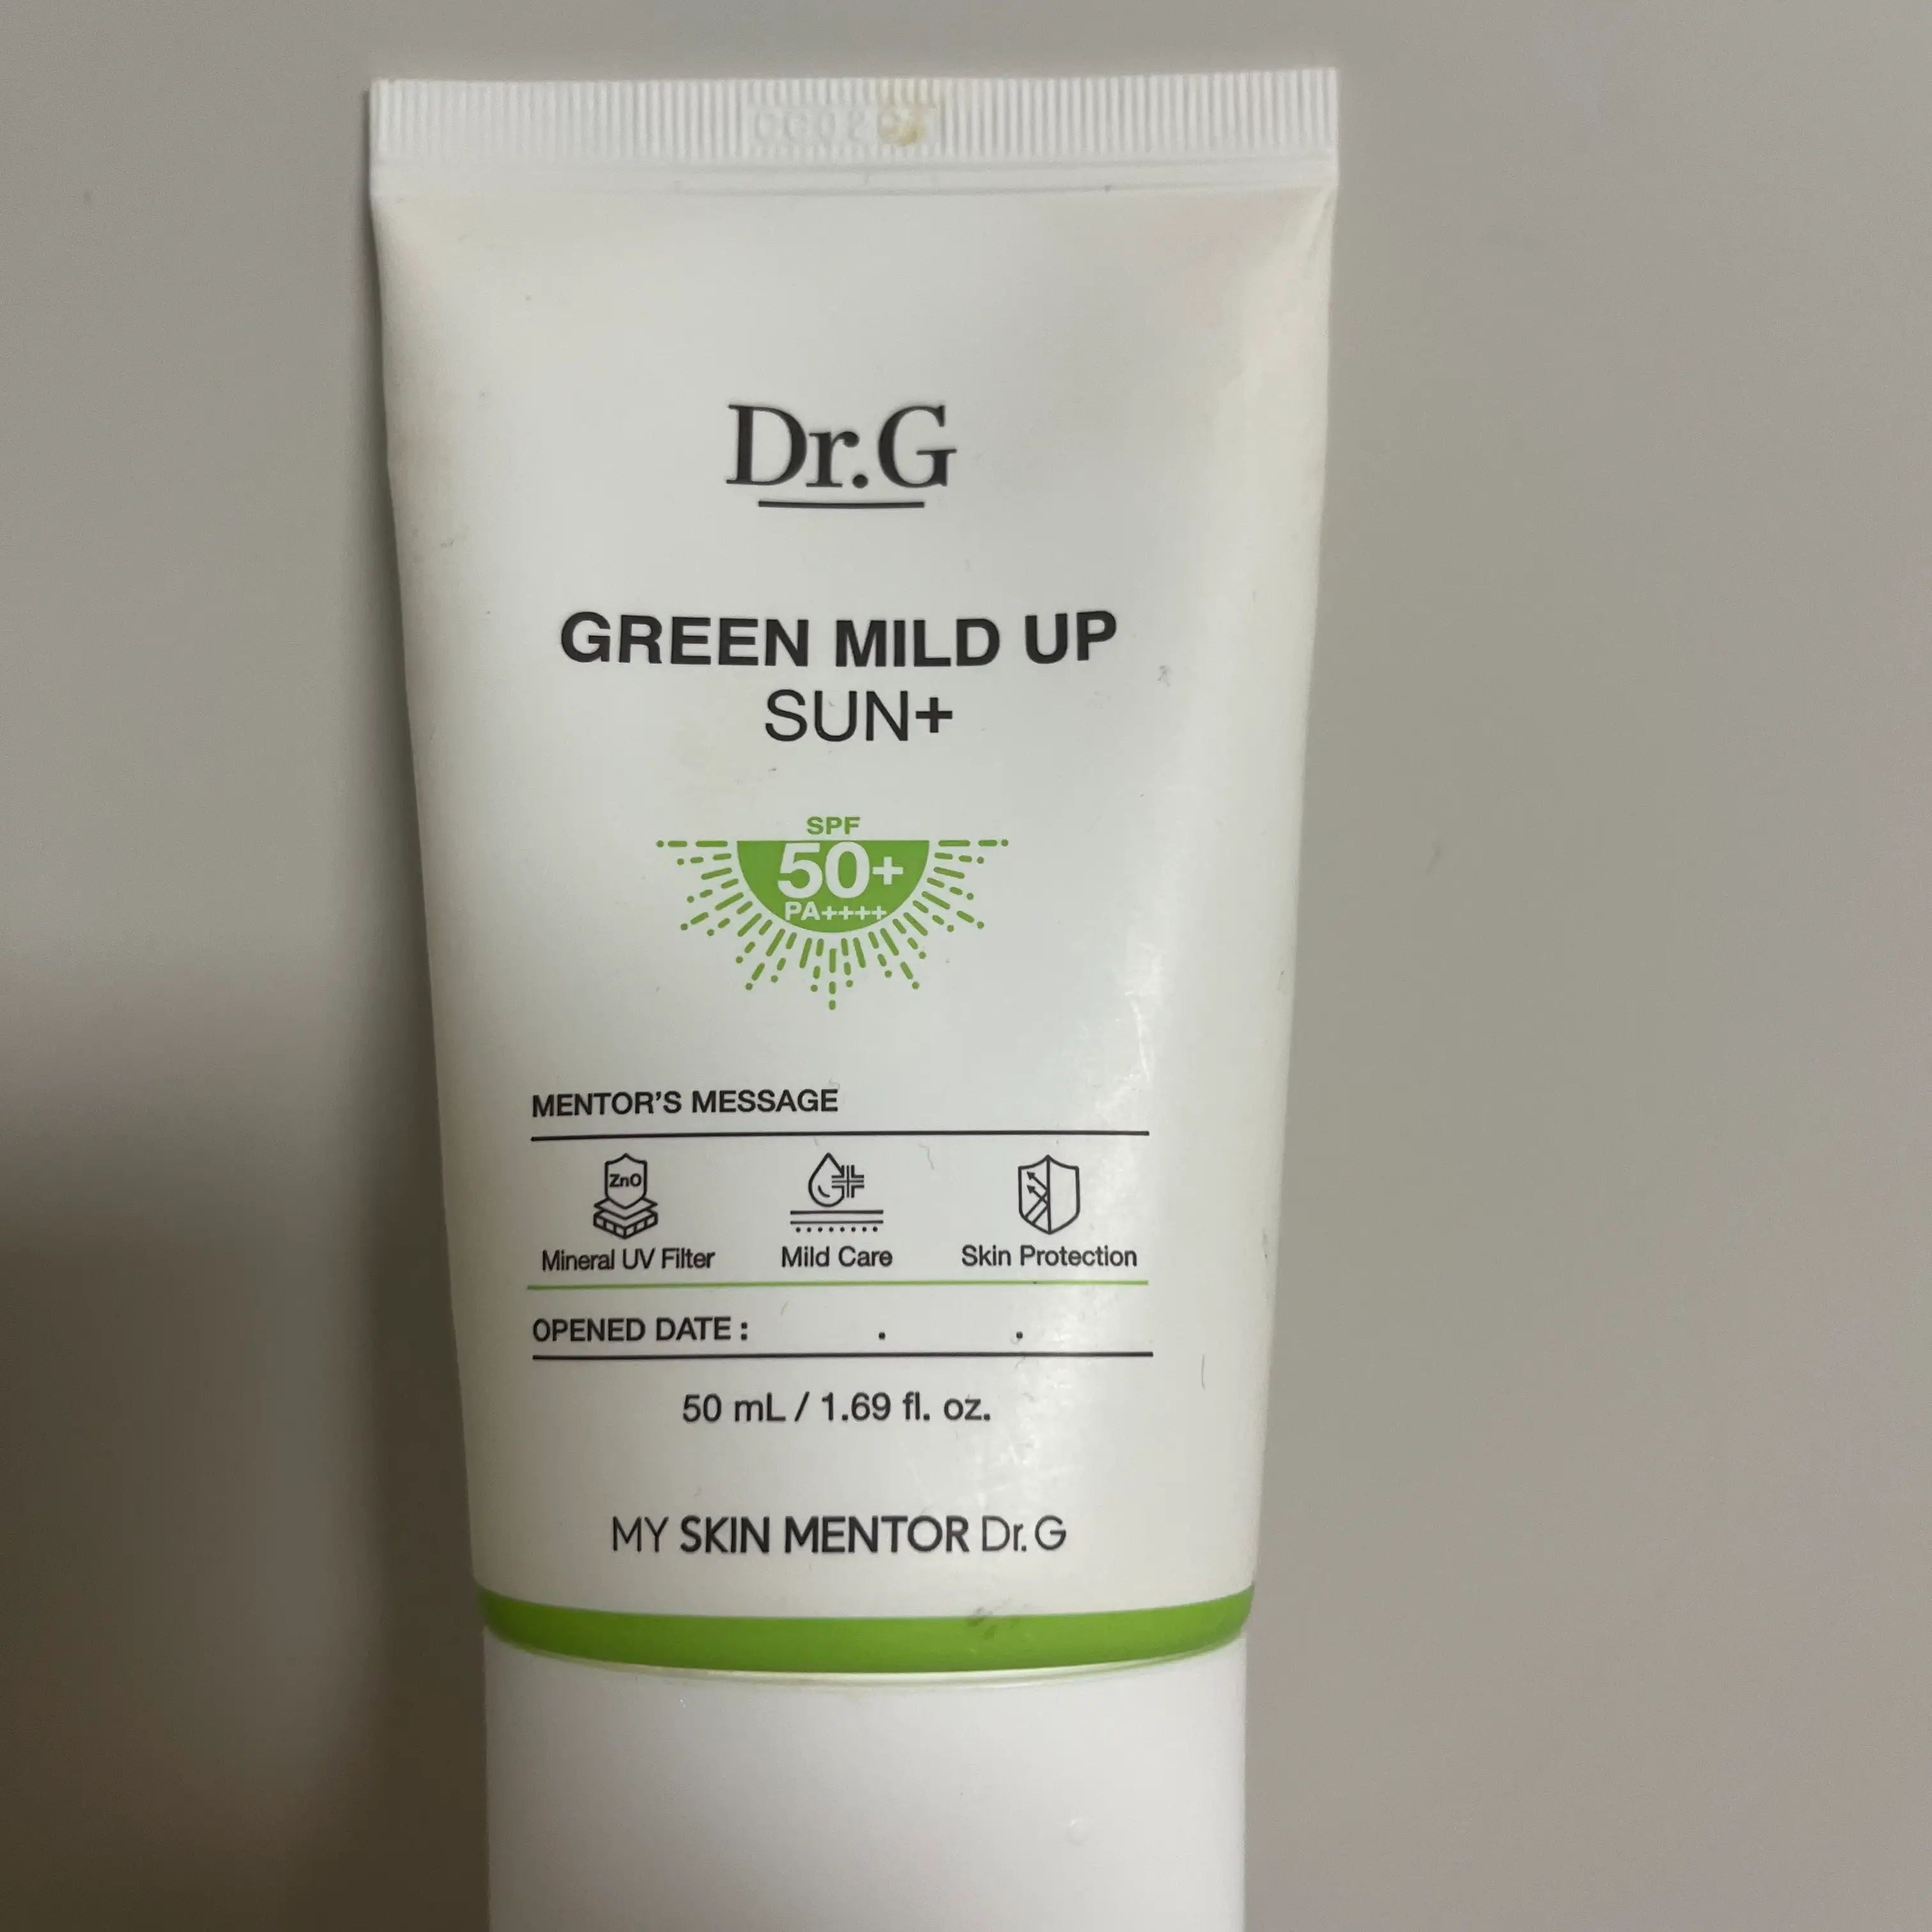 Dr.G
GREEN MILD UP
SUN+
SPF
50+
PA++++
MENTOR'S MESSAGE
ZnO
Mineral UV Filter Mild Care Skin Protection
OPENED DATE : . .
50 mL / 1.69 fl. oz.
MY SKIN MENTOR Dr.G